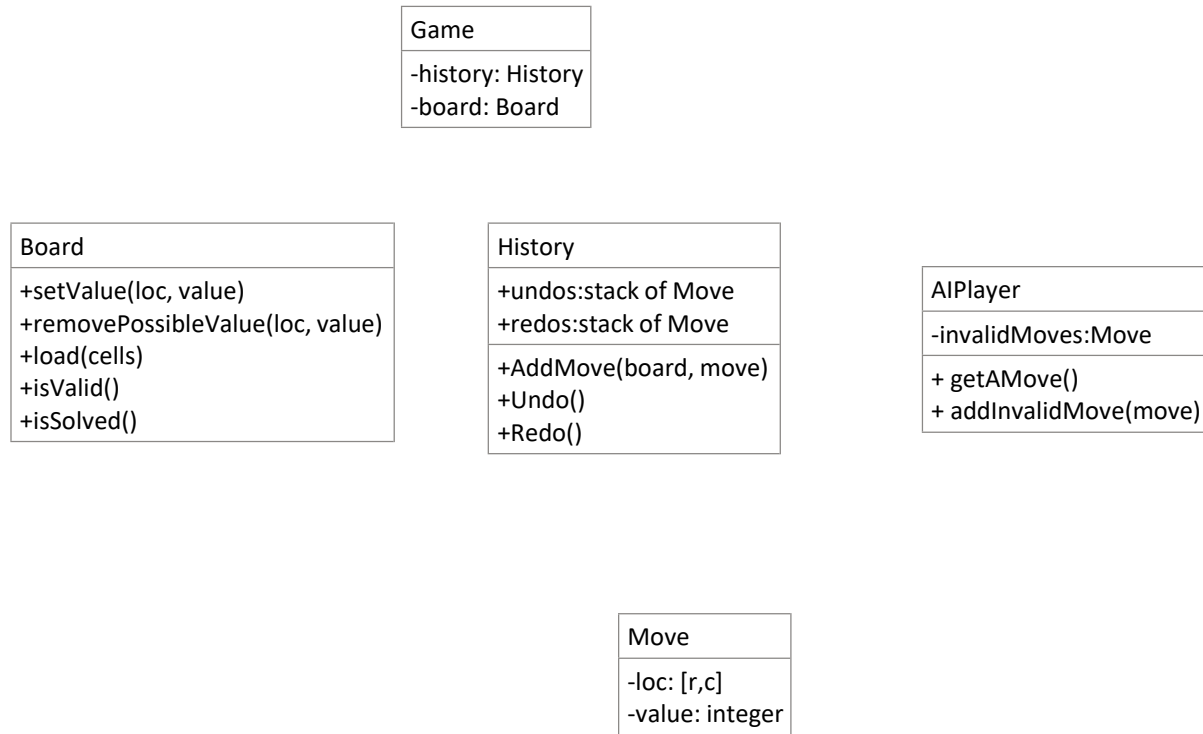 Game
-history: History
-board: Board
Board
+setValue(loc, value)
+removePossibleValue(loc, value)
+load(cells)
+isValid()
+isSolved()
History
+undos:stack of Move
+redos:stack of Move
+AddMove(board, move)
+Undo()
+Redo()
AIPlayer
-invalidMoves:Move
+ getAMove()
+ addInvalidMove(move)
Move
-loc: [r,c]
-value: integer